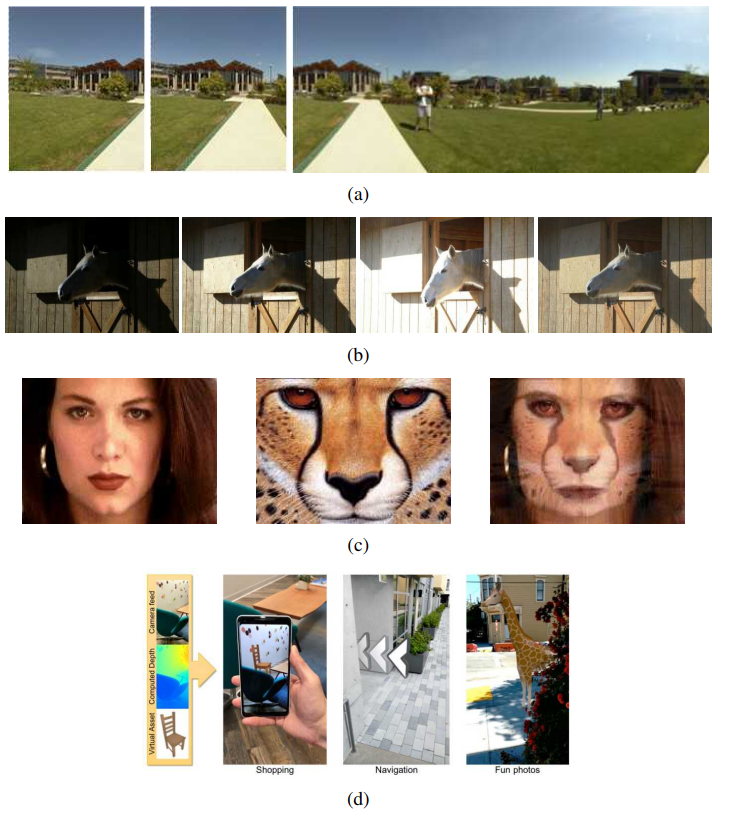 (a)
(b)
(c)
Camera feed
Computed Depth
Virtual Asset
Shopping
Navigation
Fun photos
(d)